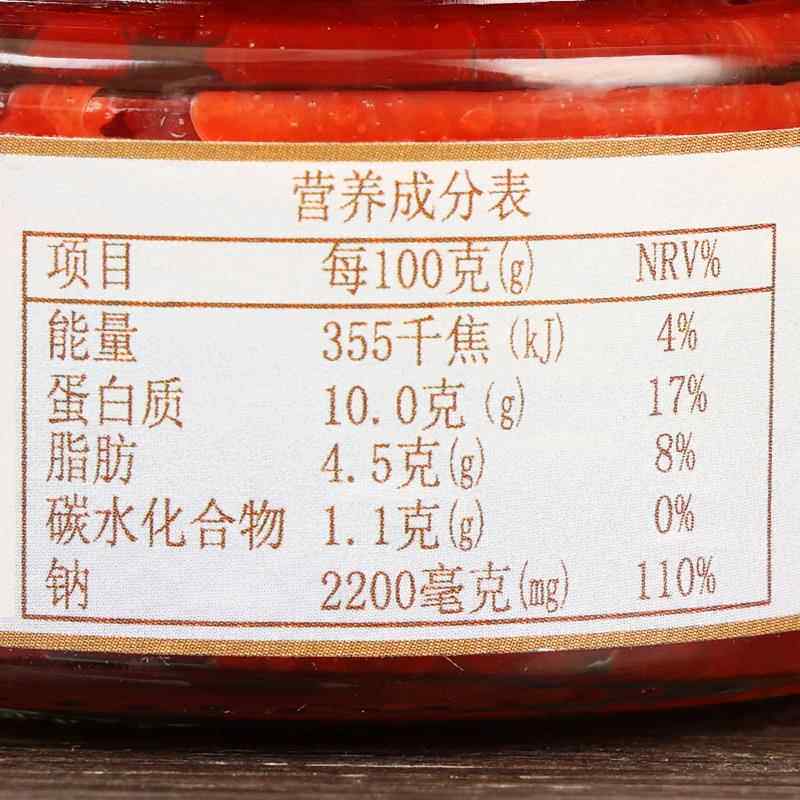 营养成分表
项目 每100克(g) NRV%
能量 355千焦(kJ) 4%
蛋白质 10.0克(g) 17%
脂肪 4.5克(g) 8%
碳水化合物 1.1克(g) 0%
钠 2200毫克(mg) 110%